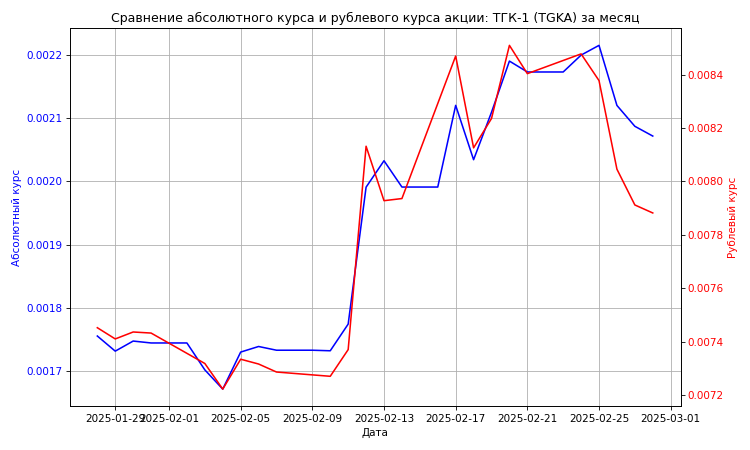 Сравнение абсолютного курса и рублевого курса акции: ТГК-1 (TGKA) за месяц
0.0022
0.0021
0.0020
0.0019
0.0018
0.0017
Абсолютный курс
0.0084
0.0082
0.0080
0.0078
0.0076
0.0074
0.0072
Рублевый курс
2025-01-29 2025-02-01 2025-02-05 2025-02-09 2025-02-13 2025-02-17 2025-02-21 2025-02-25 2025-03-01
Дата